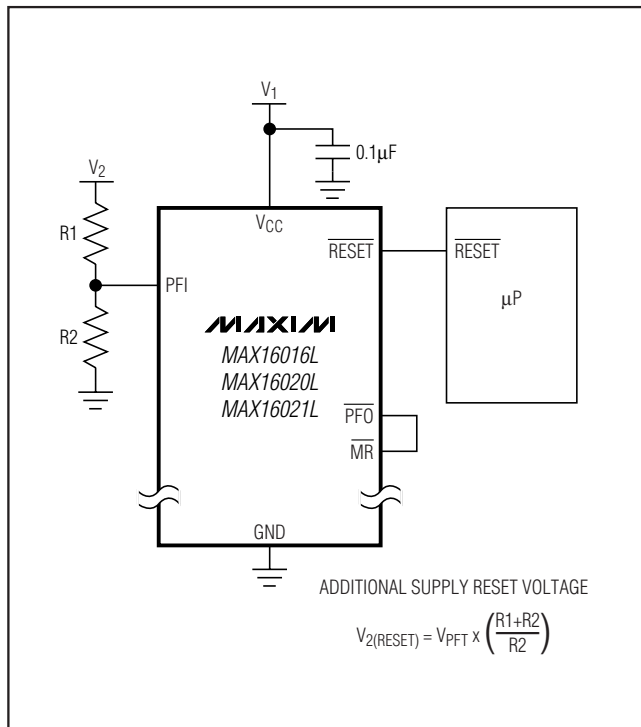 V1
0.1μF
V2
R1
R2
VCC
PFI
RESET
RESET
μP
MAXIM
MAX16016L
MAX16020L
MAX16021L
PFO
MR
GND
ADDITIONAL SUPPLY RESET VOLTAGE
V2(RESET) = VPFT x (R1+R2 / R2)